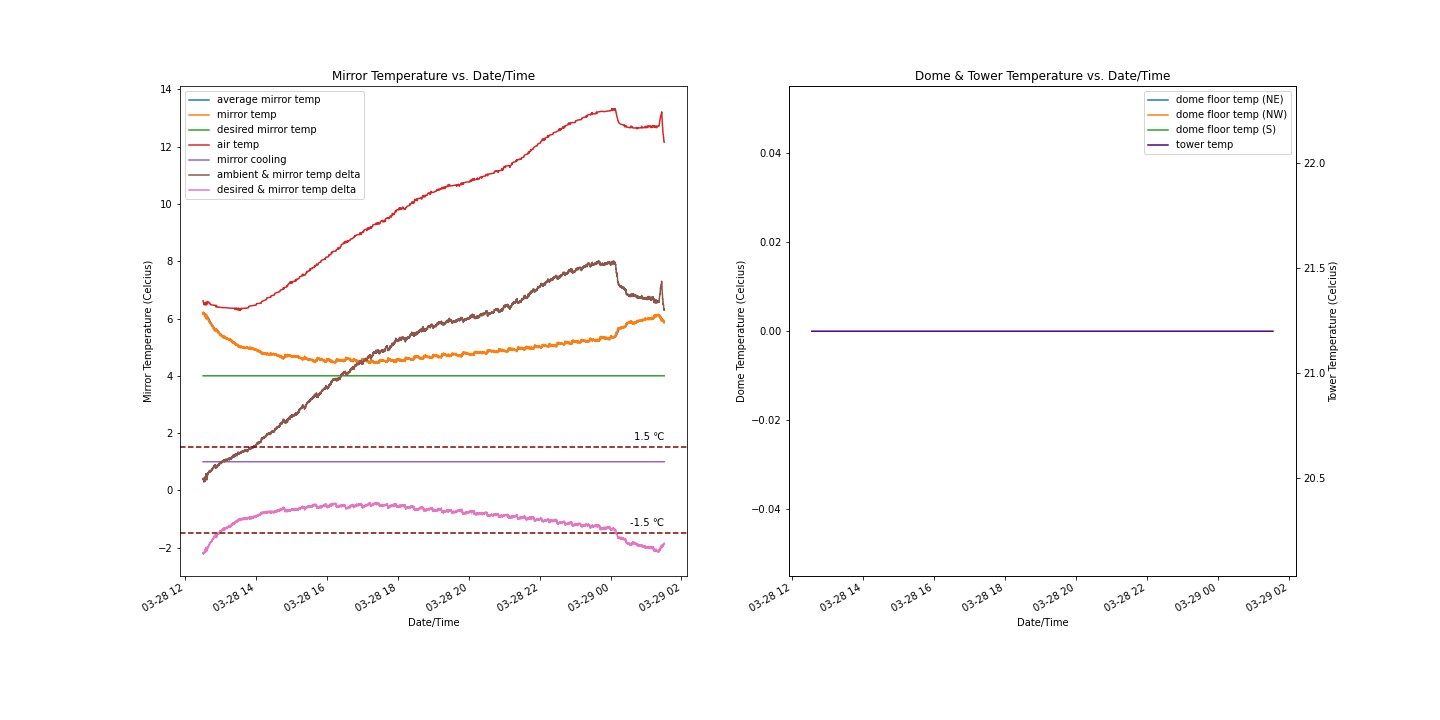 Mirror Temperature vs. Date/Time
average mirror temp
mirror temp
desired mirror temp
air temp
mirror cooling
ambient & mirror temp delta
desired & mirror temp delta
14
12
10
8
6
4
2
0
−2
Mirror Temperature (Celcius)
1.5 °C
-1.5 °C
03-28 12
03-28 14
03-28 16
03-28 18
03-28 20
03-28 22
03-29 00
03-29 02
Date/Time
Dome & Tower Temperature vs. Date/Time
dome floor temp (NE)
dome floor temp (NW)
dome floor temp (S)
tower temp
0.04
0.02
0.00
−0.02
−0.04
Dome Temperature (Celcius)
22.0
21.5
21.0
20.5
Tower Temperature (Celcius)
03-28 12
03-28 14
03-28 16
03-28 18
03-28 20
03-28 22
03-29 00
03-29 02
Date/Time